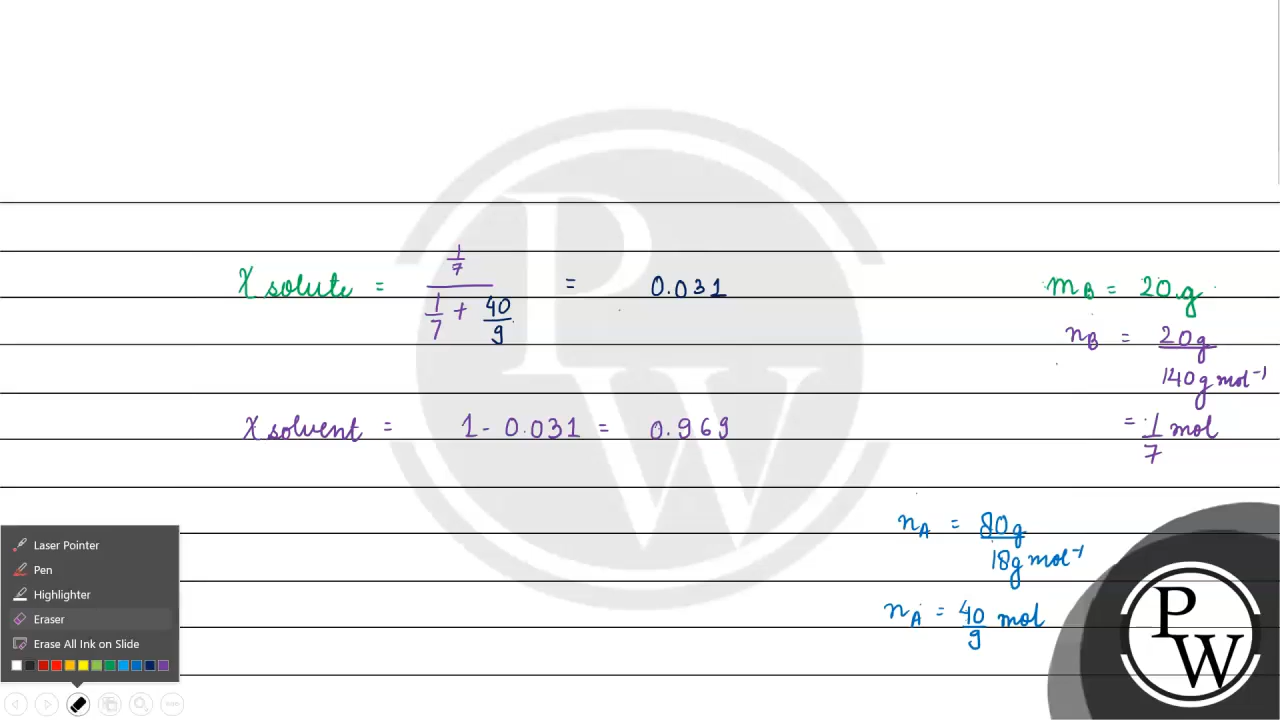 X solute = 1/7 / (1/7 + 40/9) = 0.031
X solvent = 1 - 0.031 = 0.969
m_B = 20 g
n_B = 20g / 140 g mol⁻¹
= 1/7 mol
n_A = 80g / 18 g mol⁻¹
n_A = 40/9 mol
Laser Pointer
Pen
Highlighter
Eraser
Erase All Ink on Slide
P
W
P
W